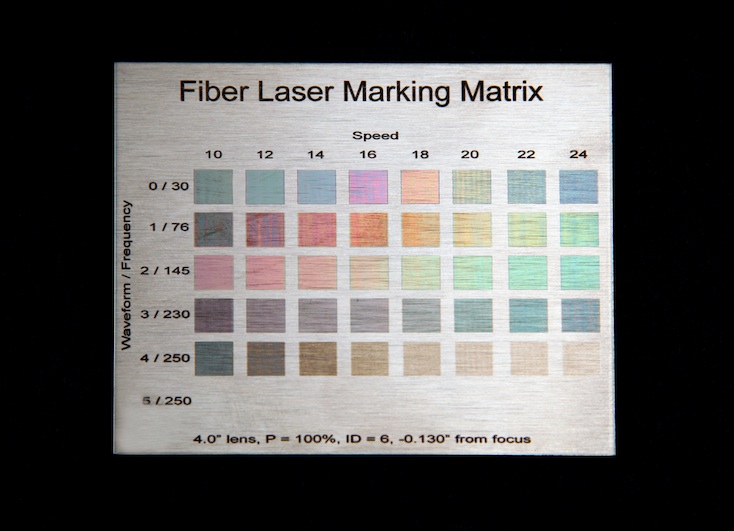 Fiber Laser Marking Matrix
Speed
10 12 14 16 18 20 22 24
Waveform / Frequency
0 / 30
1 / 76
2 / 145
3 / 230
4 / 250
5 / 250
4.0" lens, P = 100%, ID = 6, -0.130" from focus